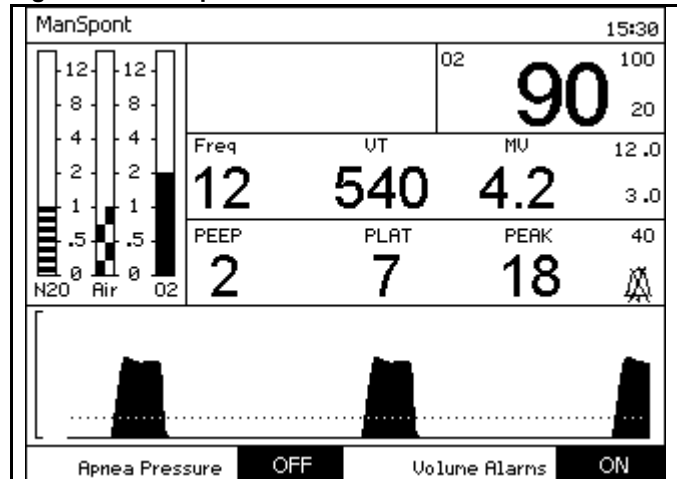 ManSpont 15:30
12 12
8 8
4 4
2 2
1 1
.5 .5
0 0
N2O Air O2
O2 90 100
20
Freq VT MV 12.0
12 540 4.2 3.0
PEEP PLAT PEAK 40
2 7 18
Apnea Pressure OFF Volume Alarms ON